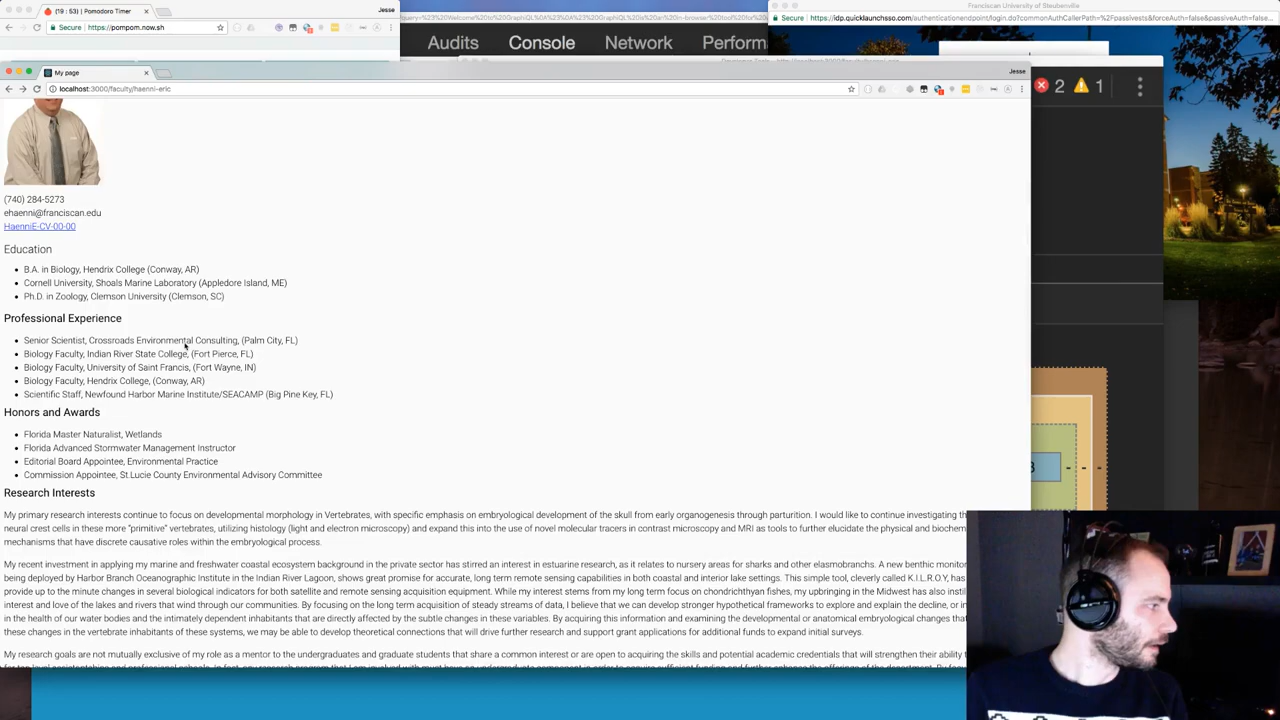 (19 : 53) | Pomodoro Timer
Jesse
Secure | https://pompom.now.sh
Audits Console Network Perform
Franciscan University of Steubenville
Secure | https://idp.quicklaunchsso.com/authenticationendpoint/login.do?commonAuthCallerPath=%2Fpassivests&forceAuth=false&passiveAuth=false...
My page
Jesse
localhost:3000/faculty/haenni-eric
2 1
(740) 284-5273
ehaenni@franciscan.edu
HaenniE-CV-00-00
Education
B.A. in Biology, Hendrix College (Conway, AR)
Cornell University, Shoals Marine Laboratory (Appledore Island, ME)
Ph.D. in Zoology, Clemson University (Clemson, SC)
Professional Experience
Senior Scientist, Crossroads Environmental Consulting, (Palm City, FL)
Biology Faculty, Indian River State College, (Fort Pierce, FL)
Biology Faculty, University of Saint Francis, (Fort Wayne, IN)
Biology Faculty, Hendrix College, (Conway, AR)
Scientific Staff, Newfound Harbor Marine Institute/SEACAMP (Big Pine Key, FL)
Honors and Awards
Florida Master Naturalist, Wetlands
Florida Advanced Stormwater Management Instructor
Editorial Board Appointee, Environmental Practice
Commission Appointee, St.Lucie County Environmental Advisory Committee
Research Interests
My primary research interests continue to focus on developmental morphology in Vertebrates, with specific emphasis on embryological development of the skull from early organogenesis through parturition. I would like to continue investigating th
neural crest cells in these more “primitive” vertebrates, utilizing histology (light and electron microscopy) and expand this into the use of novel molecular tracers in contrast microscopy and MRI as tools to further elucidate the physical and biochem
mechanisms that have discrete causative roles within the embryological process.
My recent investment in applying my marine and freshwater coastal ecosystem background in the private sector has stirred an interest in estuarine research, as it relates to nursery areas for sharks and other elasmobranchs. A new benthic monitor
being deployed by Harbor Branch Oceanographic Institute in the Indian River Lagoon, shows great promise for accurate, long term remote sensing capabilities in both coastal and interior lake settings. This simple tool, cleverly called K.I.L.R.O.Y, has
provide up to the minute changes in several biological indicators for both satellite and remote sensing acquisition equipment. While my interest stems from my long term focus on chondrichthyan fishes, my upbringing in the Midwest has also instil
interest and love of the lakes and rivers that wind through our communities. By focusing on the long term acquisition of steady streams of data, I believe that we can develop stronger hypothetical frameworks to explore and explain the decline, or in
in the health of our water bodies and the intimately dependent inhabitants that are directly affected by the subtle changes in these variables. By acquiring this information and examining the developmental or anatomical embryological changes that
these changes in the vertebrate inhabitants of these systems, we may be able to develop theoretical connections that will drive further research and support grant applications for additional funds to expand initial surveys.
My research goals are not mutually exclusive of my role as a mentor to the undergraduates and graduate students that share a common interest or are open to acquiring the skills and potential academic credentials that will strengthen their ability t